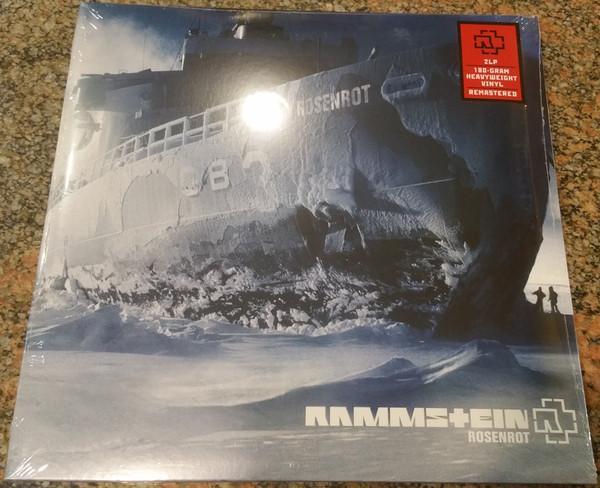 2LP
180-GRAM
HEAVYWEIGHT
VINYL
REMASTERED
ROSENROT
RAMMSTEIN
ROSENROT